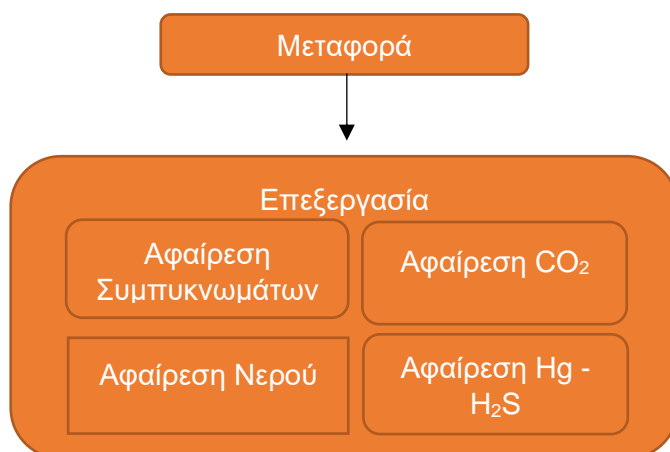 Μεταφορά
Επεξεργασία
Αφαίρεση
Συμπυκνωμάτων
Αφαίρεση CO₂
Αφαίρεση Νερού
Αφαίρεση Hg -
H₂S